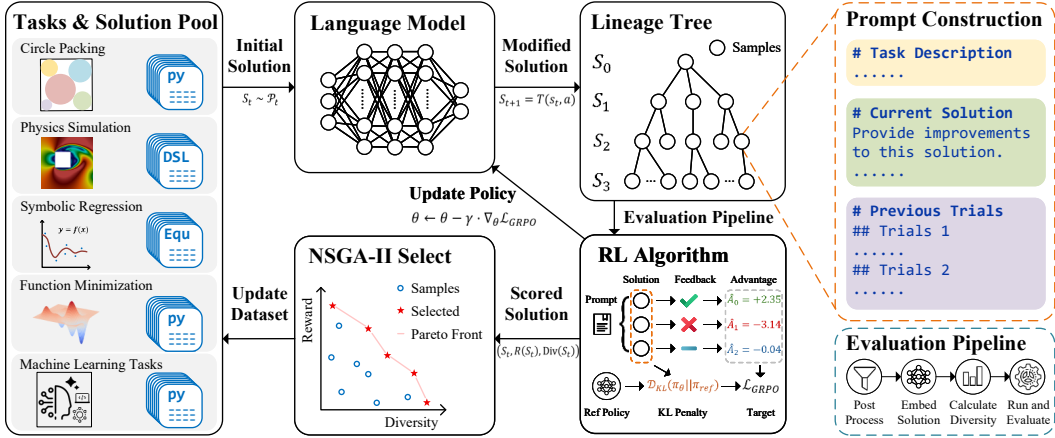 Tasks & Solution Pool
Circle Packing
py
Physics Simulation
DSL
Symbolic Regression
y = f(x)
Equ
Function Minimization
py
Machine Learning Tasks
</>
py
Initial
Solution
S_t ~ P_t
Language Model
Modified
Solution
S_{t+1} = T(S_t, a)
Lineage Tree
Samples
S_0
S_1
S_2
S_3
...
...
Update Policy
θ ← θ − γ · ∇_θ L_GRPO
Evaluation Pipeline
RL Algorithm
Solution
Feedback
Advantage
Prompt
Â_0 = +2.35
Â_1 = −3.14
Â_2 = −0.04
D_KL(π_θ||π_ref)
L_GRPO
Ref Policy
KL Penalty
Target
Scored
Solution
(S_t, R(S_t), Div(S_t))
NSGA-II Select
Reward
Samples
Selected
Pareto Front
Diversity
Update
Dataset
Prompt Construction
# Task Description
......
# Current Solution
Provide improvements
to this solution.
......
# Previous Trials
## Trials 1
......
## Trials 2
......
Evaluation Pipeline
Post
Process
Embed
Solution
Calculate
Diversity
Run and
Evaluate